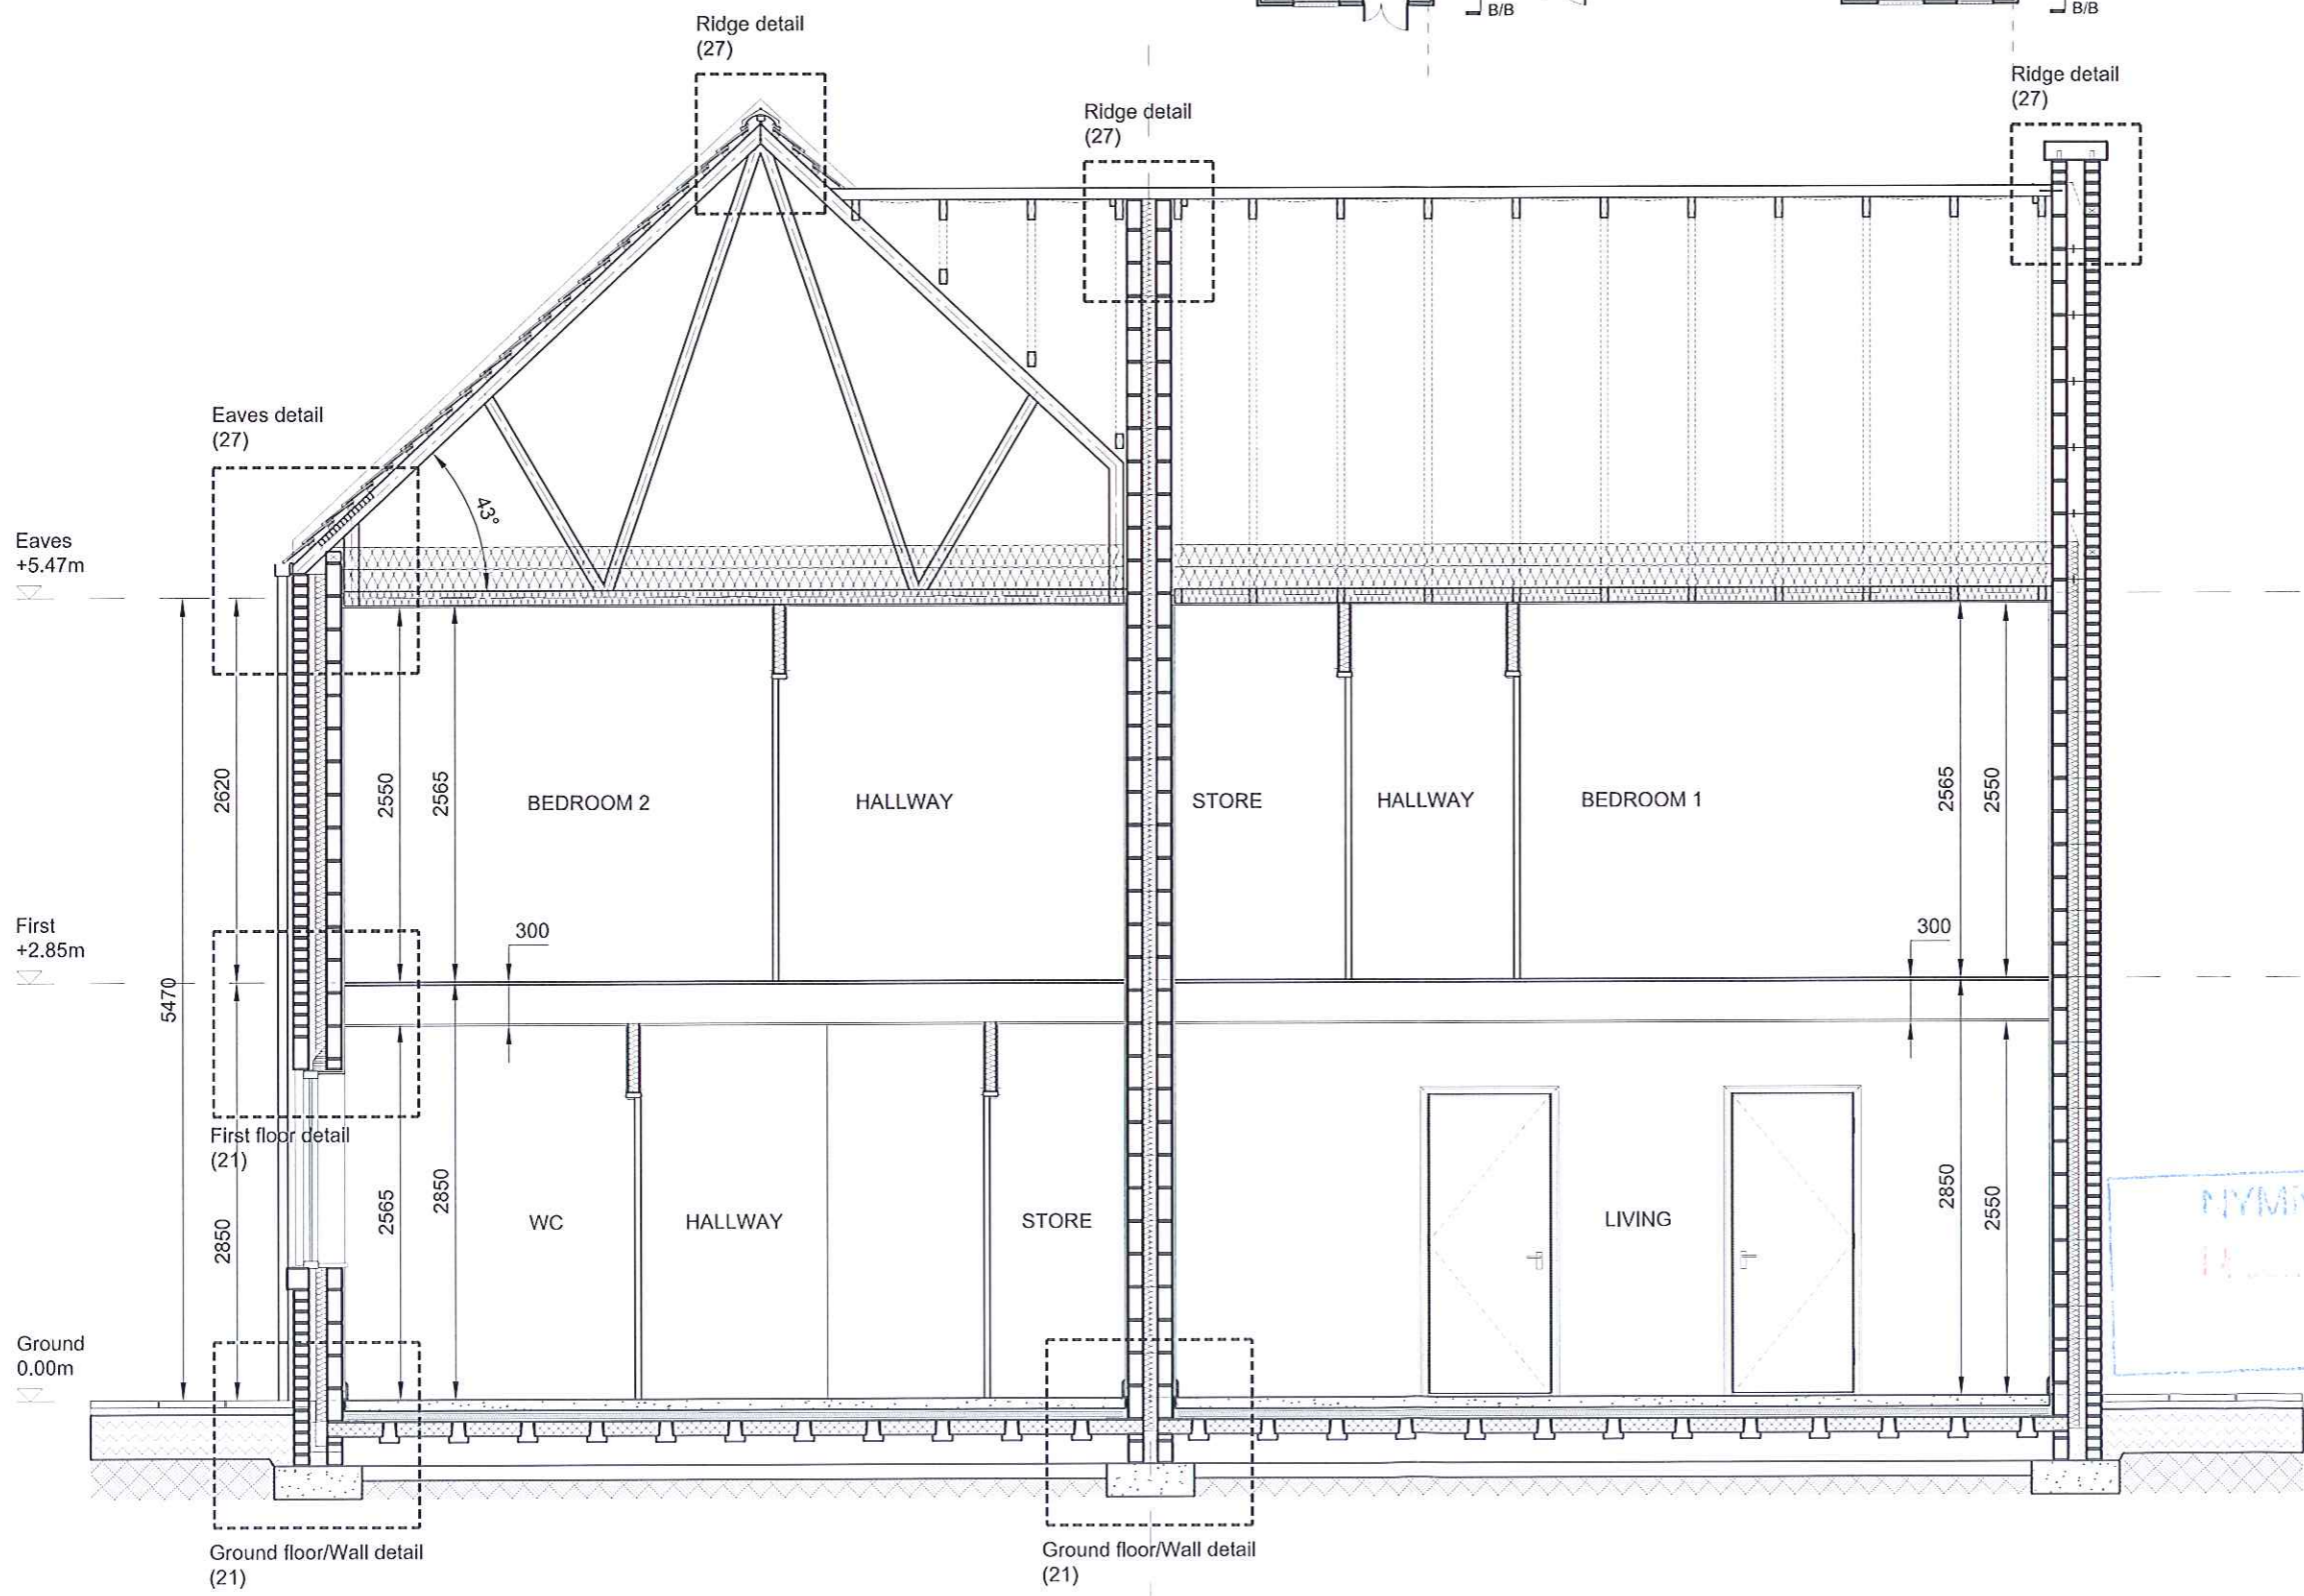 B/B
B/B
Ridge detail
(27)
Ridge detail
(27)
Ridge detail
(27)
Eaves detail
(27)
43°
Eaves
+5.47m
2620
2550
2565
BEDROOM 2
HALLWAY
STORE
HALLWAY
BEDROOM 1
2565
2550
First
+2.85m
300
300
5470
First floor detail
(21)
2850
2565
2850
WC
HALLWAY
STORE
LIVING
2850
2550
Ground
0.00m
Ground floor/Wall detail
(21)
Ground floor/Wall detail
(21)